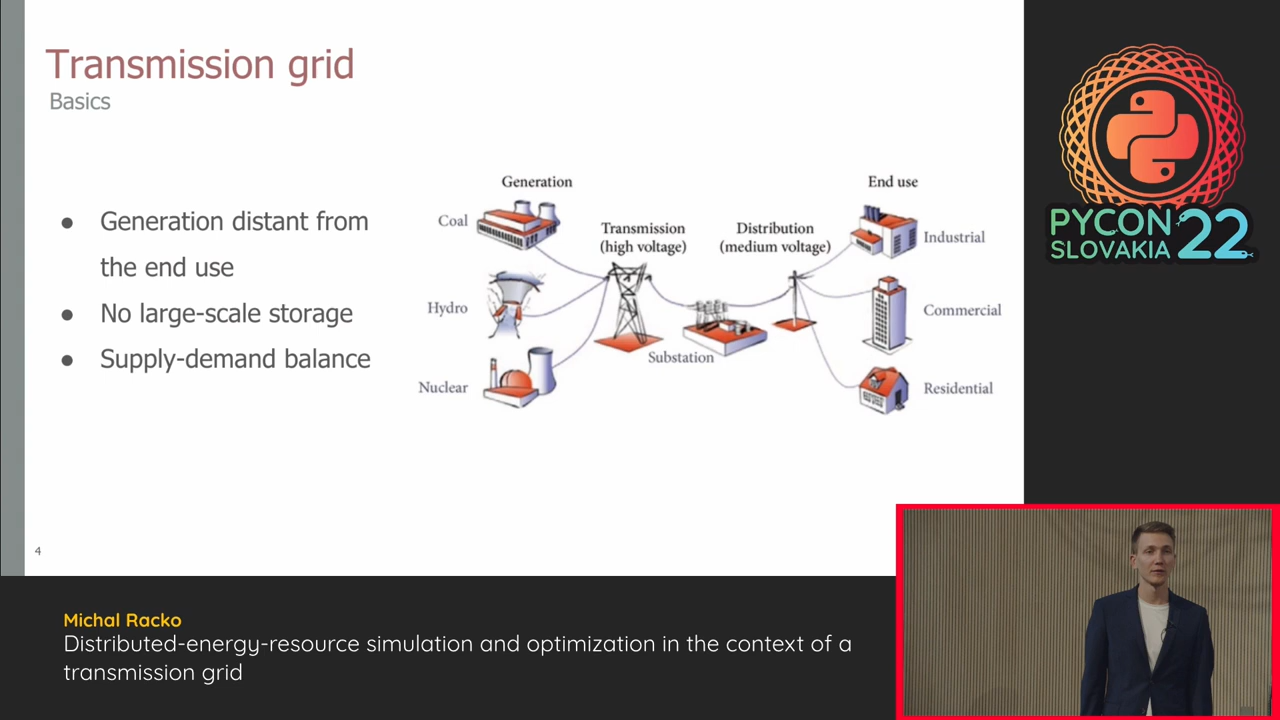 Transmission grid
Basics
● Generation distant from
the end use
● No large-scale storage
● Supply-demand balance
Generation
Coal
Hydro
Nuclear
Transmission
(high voltage)
Substation
Distribution
(medium voltage)
End use
Industrial
Commercial
Residential
4
PYCON
SLOVAKIA
22
Michal Racko
Distributed-energy-resource simulation and optimization in the context of a
transmission grid